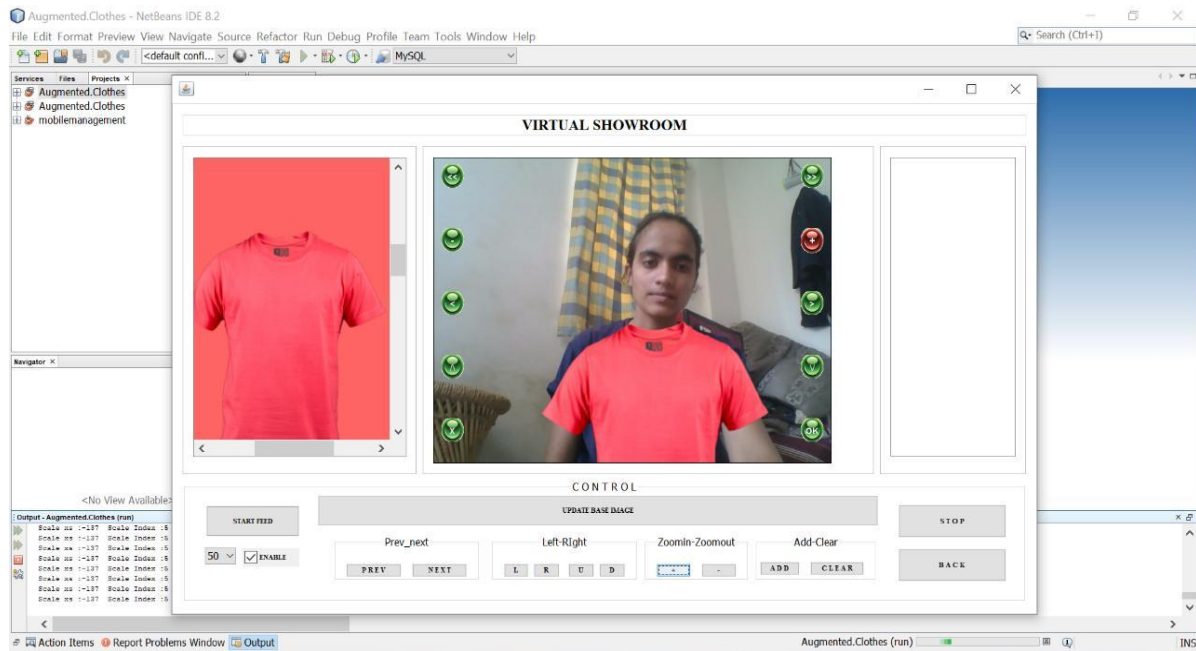 Augmented.Clothes - NetBeans IDE 8.2
File Edit Format Preview View Navigate Source Refactor Run Debug Profile Team Tools Window Help
Search (Ctrl+I)
<default confi...
MySQL
Services Files Projects ×
Augmented.Clothes
Augmented.Clothes
mobilemanagement
VIRTUAL SHOWROOM
<< >>
- +
< >
Λ V
X OK
Navigator ×
<No View Available>
CONTROL
START FEED
UPDATE BASE IMAGE
STOP
50 ENABLE
Prev_next Left-RIght Zoomin-Zoomout Add-Clear
PREV NEXT L R U D + - ADD CLEAR
BACK
Output - Augmented.Clothes (run)
Scale xs :-137 Scale Index :5
Scale xs :-137 Scale Index :5
Scale xs :-137 Scale Index :5
Scale xs :-137 Scale Index :5
Scale xs :-137 Scale Index :5
Scale xs :-137 Scale Index :5
Scale xs :-137 Scale Index :5
Scale xs :-137 Scale Index :5
Action Items Report Problems Window Output
Augmented.Clothes (run)
INS